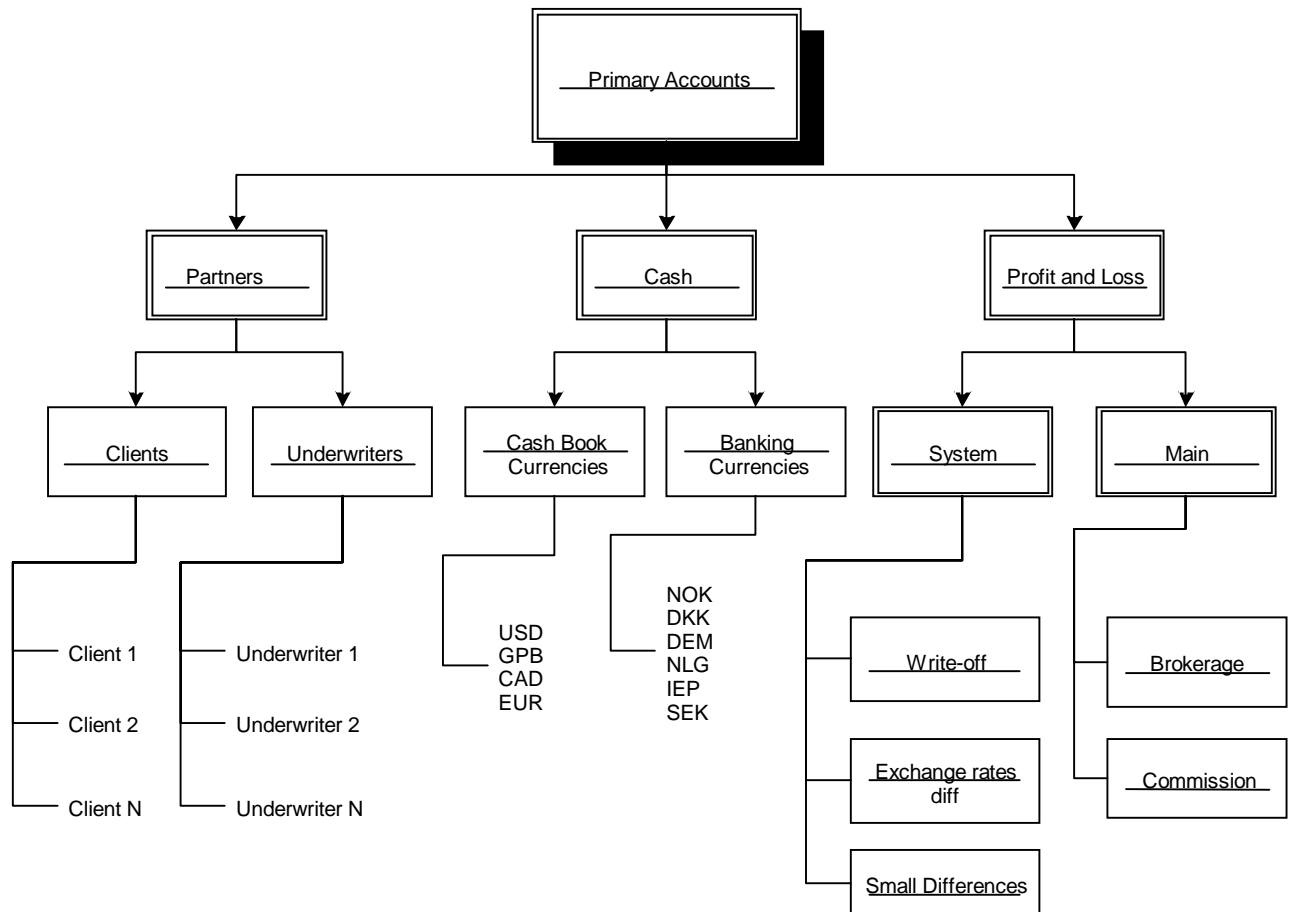 Primary Accounts
Partners
Cash
Profit and Loss
Clients
Underwriters
Cash Book
Currencies
Banking
Currencies
System
Main
Client 1
Client 2
Client N
Underwriter 1
Underwriter 2
Underwriter N
USD
GPB
CAD
EUR
NOK
DKK
DEM
NLG
IEP
SEK
Write-off
Exchange rates
diff
Small Differences
Brokerage
Commission